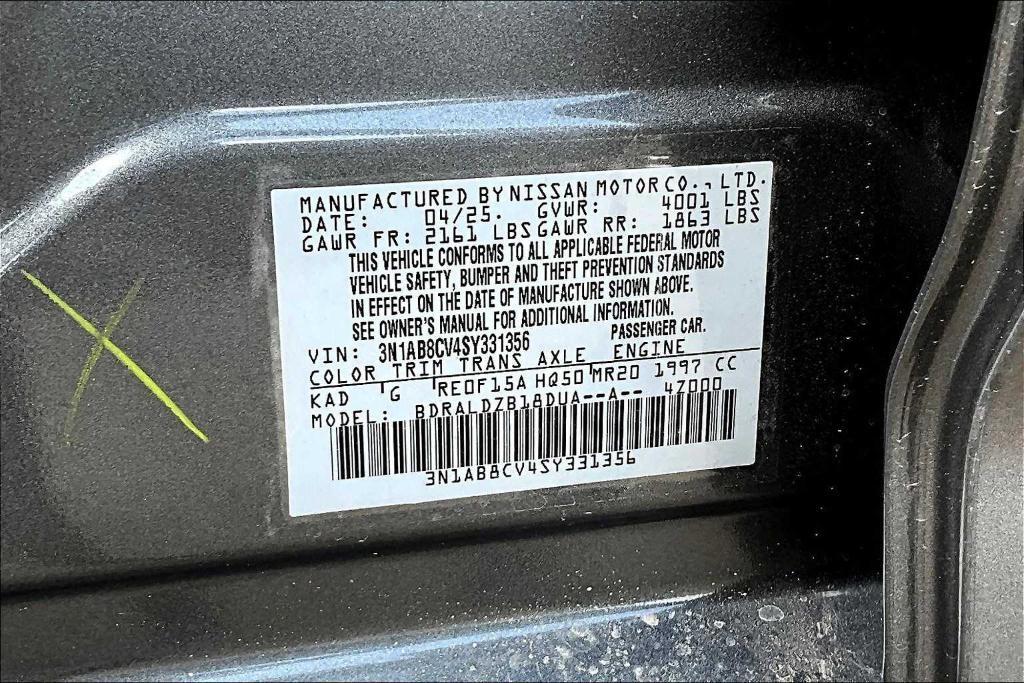 MANUFACTURED BY NISSAN MOTOR CO., LTD.
DATE: 04/25. GVWR: 4001 LBS
GAWR FR: 2161 LBS GAWR RR: 1863 LBS
THIS VEHICLE CONFORMS TO ALL APPLICABLE FEDERAL MOTOR
VEHICLE SAFETY, BUMPER AND THEFT PREVENTION STANDARDS
IN EFFECT ON THE DATE OF MANUFACTURE SHOWN ABOVE.
SEE OWNER'S MANUAL FOR ADDITIONAL INFORMATION.
VIN: 3N1AB8CV4SY331356 PASSENGER CAR.
COLOR TRIM TRANS AXLE ENGINE
KAD G RE0F15A HQ50 MR20 1997 CC
MODEL: BDRALDZB18DUA--A-- 4Z000
3N1AB8CV4SY331356